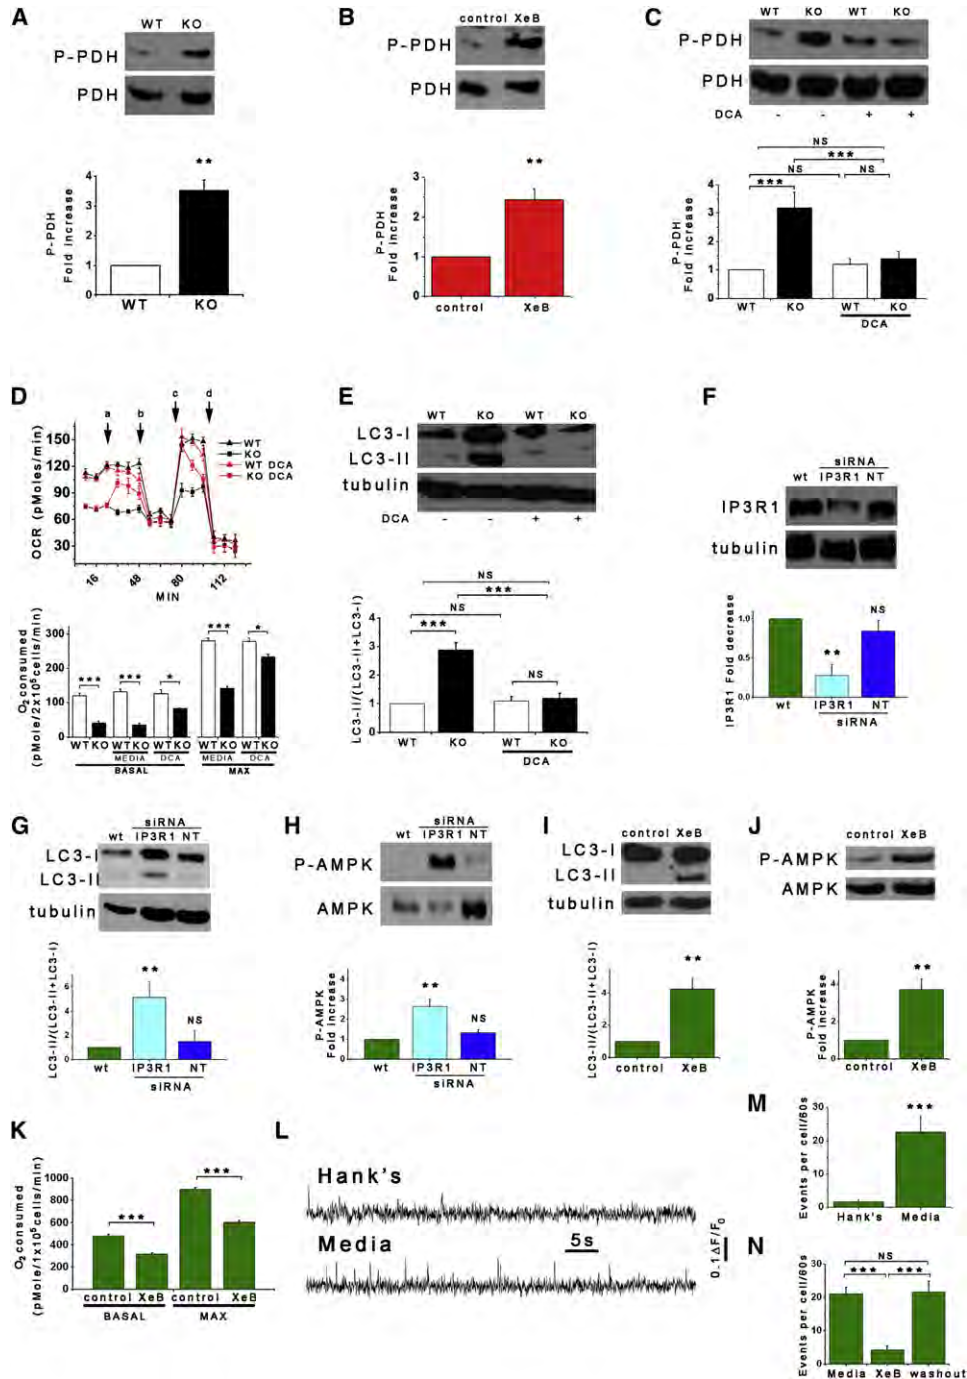 A
WT KO
P-PDH
PDH
**
P-PDH
Fold increase
4
3
2
1
0
WT KO
B
control XeB
P-PDH
PDH
**
P-PDH
Fold increase
3
2
1
0
control XeB
C
WT KO WT KO
P-PDH
PDH
DCA - - + +
NS
***
NS NS
***
P-PDH
Fold increase
4
3
2
1
0
WT KO WT KO
DCA
D
a b c d
OCR (pMoles/min)
150
120
90
60
30
WT
KO
WT DCA
KO DCA
16 48 80 112
MIN
O2 consumed
(pMole/2x10⁵cells/min)
300
200
100
0
*** *** * *** *
WT KO WT KO WT KO WT KO WT KO
MEDIA DCA MEDIA DCA
BASAL MAX
E
WT KO WT KO
LC3-I
LC3-II
tubulin
DCA - - + +
NS
***
NS
***
NS
LC3-II/(LC3-II+LC3-I)
4
3
2
1
0
WT KO WT KO
DCA
F
siRNA
wt IP3R1 NT
IP3R1
tubulin
NS
**
IP3R1 Fold decrease
1.0
0.5
0.0
wt IP3R1 NT
siRNA
G
siRNA
wt IP3R1 NT
LC3-I
LC3-II
tubulin
**
NS
LC3-II/(LC3-II+LC3-I)
6
4
2
0
wt IP3R1 NT
siRNA
H
siRNA
wt IP3R1 NT
P-AMPK
AMPK
**
NS
P-AMPK
Fold increase
4
2
0
wt IP3R1 NT
siRNA
I
control XeB
LC3-I
LC3-II
tubulin
**
LC3-II/(LC3-II+LC3-I)
6
4
2
0
control XeB
J
control XeB
P-AMPK
AMPK
**
P-AMPK
Fold increase
4
2
0
control XeB
K
O2 consumed
(pMole/1x10⁵cells/min)
1000
800
600
400
200
0
*** ***
control XeB control XeB
BASAL MAX
L
Hank's
Media
5s
0.1 ΔF/F0
M
Events per cell/60s
30
20
10
0
***
Hank's Media
N
Events per cell/60s
30
20
10
0
NS
*** ***
Media XeB washout